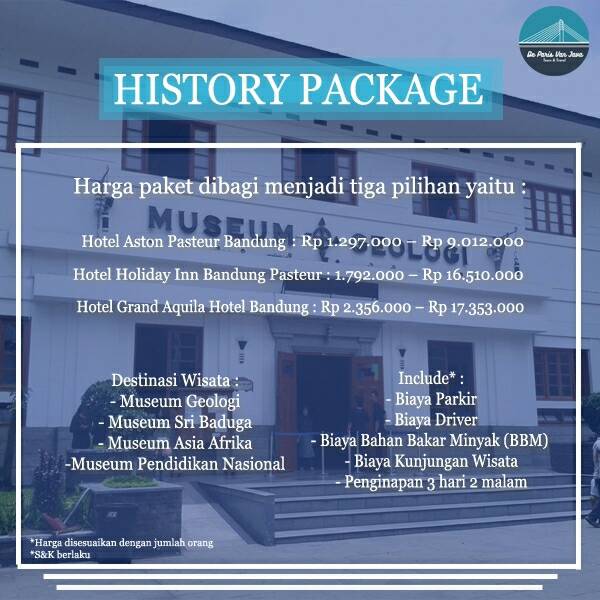 De Paris Van Java
Tours & Travel
HISTORY PACKAGE
Harga paket dibagi menjadi tiga pilihan yaitu :
MUSEUM GEOLOGI
Hotel Aston Pasteur Bandung : Rp 1.297.000 – Rp 9.012.000
Hotel Holiday Inn Bandung Pasteur : 1.792.000 – Rp 16.510.000
Hotel Grand Aquila Hotel Bandung : Rp 2.356.000 – Rp 17.353.000
Destinasi Wisata :
- Museum Geologi
- Museum Sri Baduga
- Museum Asia Afrika
-Museum Pendidikan Nasional
Include* :
- Biaya Parkir
- Biaya Driver
- Biaya Bahan Bakar Minyak (BBM)
- Biaya Kunjungan Wisata
- Penginapan 3 hari 2 malam
*Harga disesuaikan dengan jumlah orang
*S&K berlaku